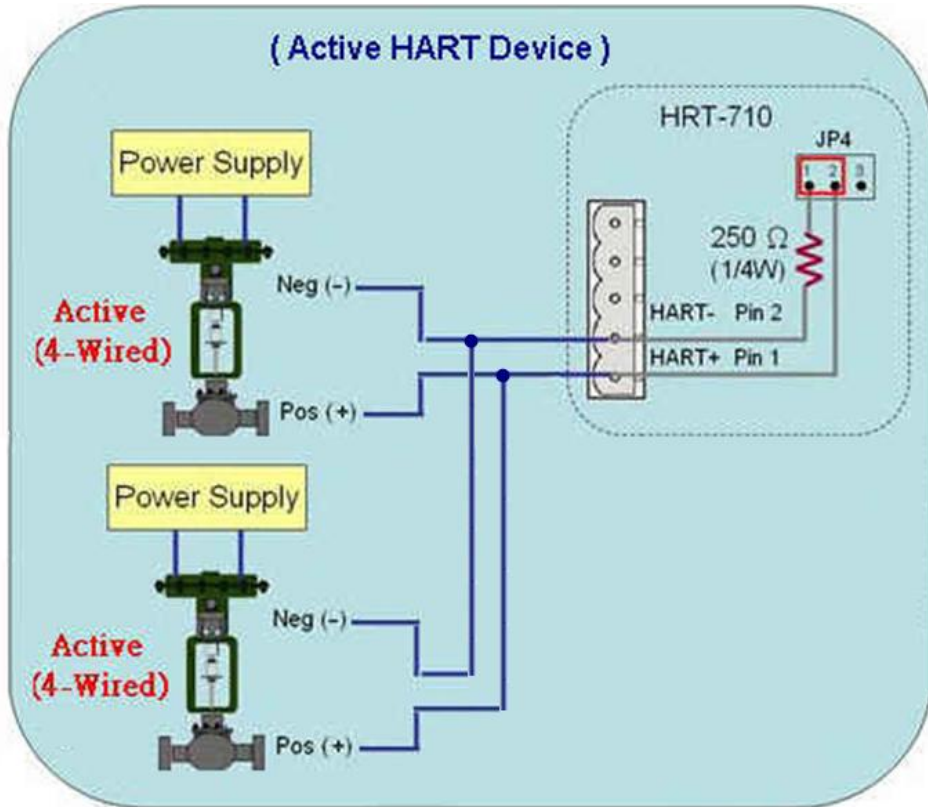 ( Active HART Device )
HRT-710
JP4
1 2 3
Power Supply
250 Ω
(1/4W)
Neg (-)
Active
(4-Wired)
HART- Pin 2
HART+ Pin 1
Pos (+)
Power Supply
Neg (-)
Active
(4-Wired)
Pos (+)